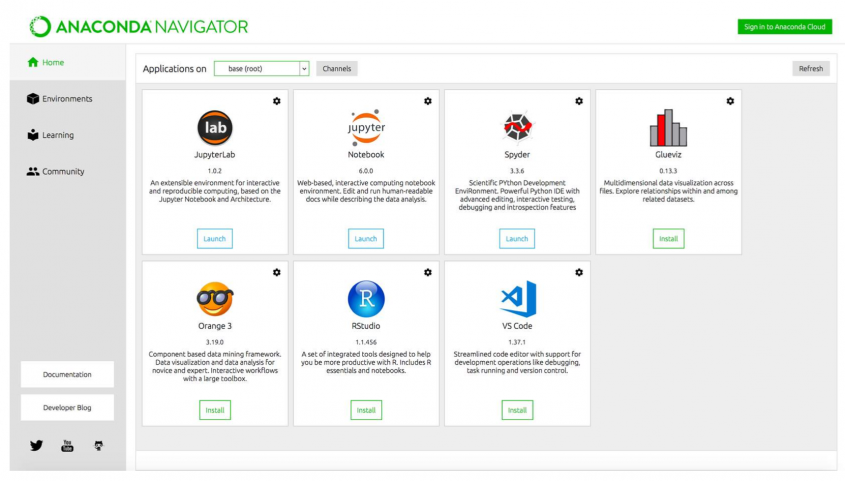 ANACONDA NAVIGATOR
Sign in to Anaconda Cloud
Home
Environments
Learning
Community
Documentation
Developer Blog
You
Tube
Applications on base (root) Channels Refresh
lab
JupyterLab
1.0.2
An extensible environment for interactive
and reproducible computing, based on the
Jupyter Notebook and Architecture.
Launch
jupyter
Notebook
6.0.0
Web-based, interactive computing notebook
environment. Edit and run human-readable
docs while describing the data analysis.
Launch
Spyder
3.3.6
Scientific PYthon Development
EnviRonment. Powerful Python IDE with
advanced editing, interactive testing,
debugging and introspection features
Launch
Glueviz
0.13.3
Multidimensional data visualization across
files. Explore relationships within and among
related datasets.
Install
Orange 3
3.19.0
Component based data mining framework.
Data visualization and data analysis for
novice and expert. Interactive workflows
with a large toolbox.
Install
R
RStudio
1.1.456
A set of integrated tools designed to help
you be more productive with R. Includes R
essentials and notebooks.
Install
VS Code
1.37.1
Streamlined code editor with support for
development operations like debugging,
task running and version control.
Install